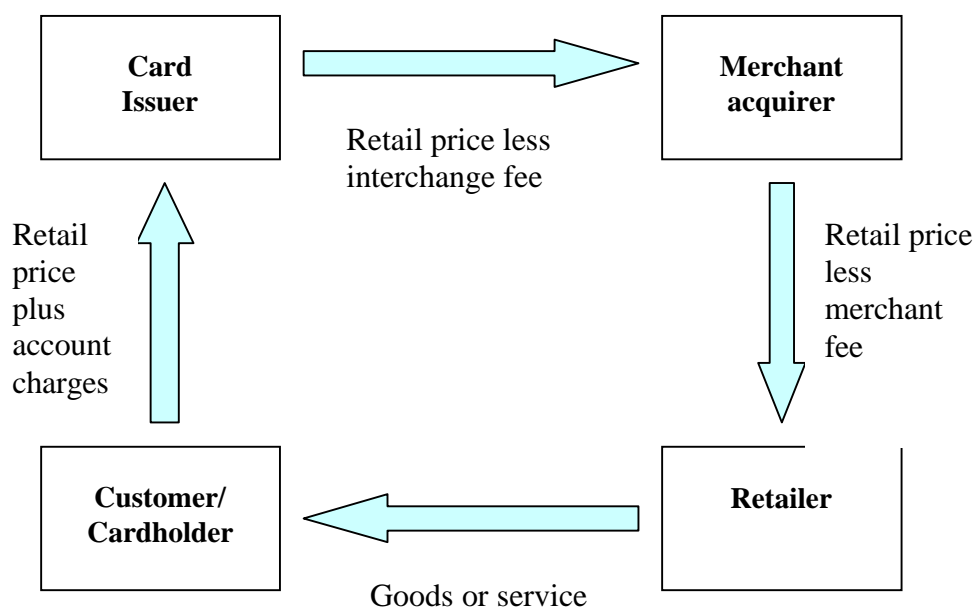 Card
Issuer
Merchant
acquirer
Retail price less
interchange fee
Retail
price
plus
account
charges
Retail price
less
merchant
fee
Customer/
Cardholder
Retailer
Goods or service